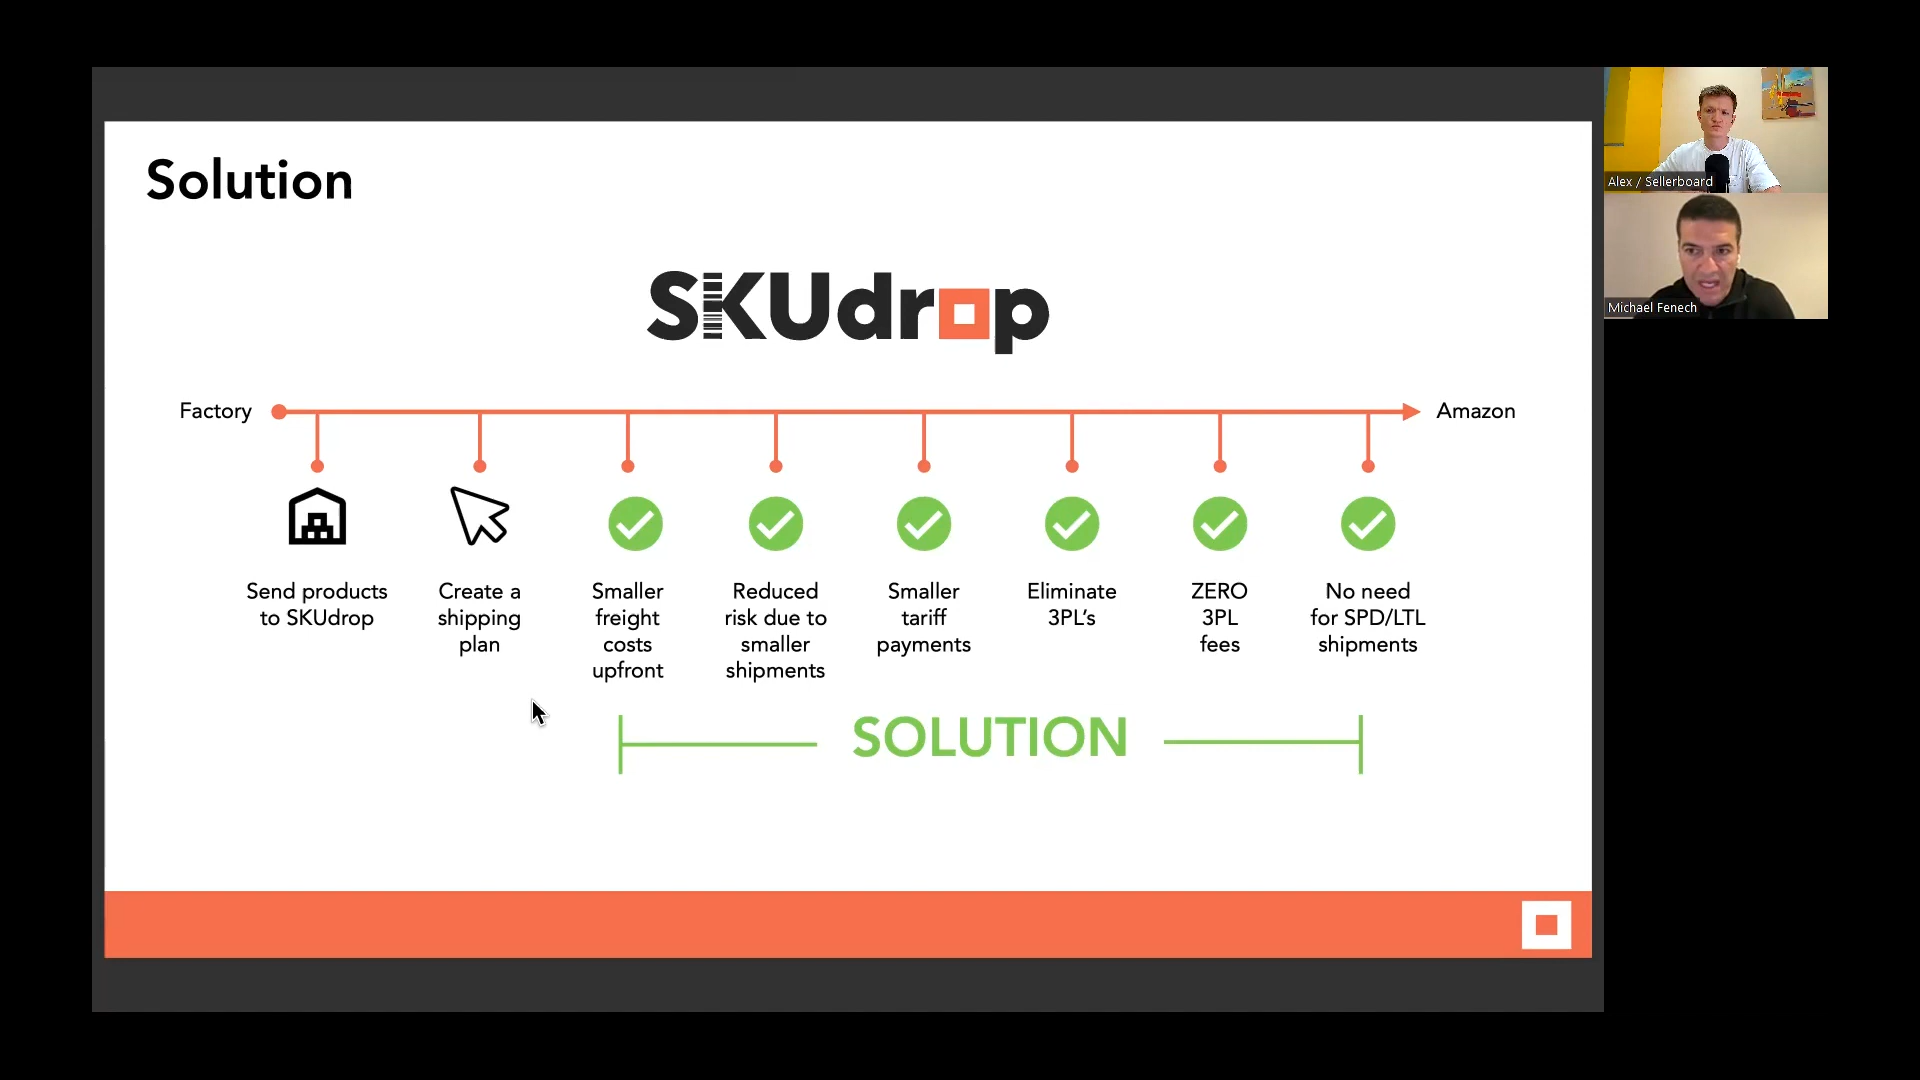 Solution
SKUdrop
Factory
Amazon
Send products
to SKUdrop
Create a
shipping
plan
Smaller
freight
costs
upfront
Reduced
risk due to
smaller
shipments
Smaller
tariff
payments
Eliminate
3PL’s
ZERO
3PL
fees
No need
for SPD/LTL
shipments
SOLUTION
Alex / Sellerboard
Michael Fenech